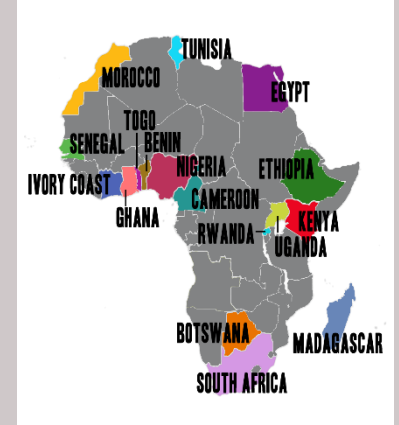 TUNISIA
MOROCCO
EGYPT
TOGO
SENEGAL
BENIN
NIGERIA
ETHIOPIA
IVORY COAST
CAMEROON
GHANA
KENYA
RWANDA
UGANDA
BOTSWANA
MADAGASCAR
SOUTH AFRICA